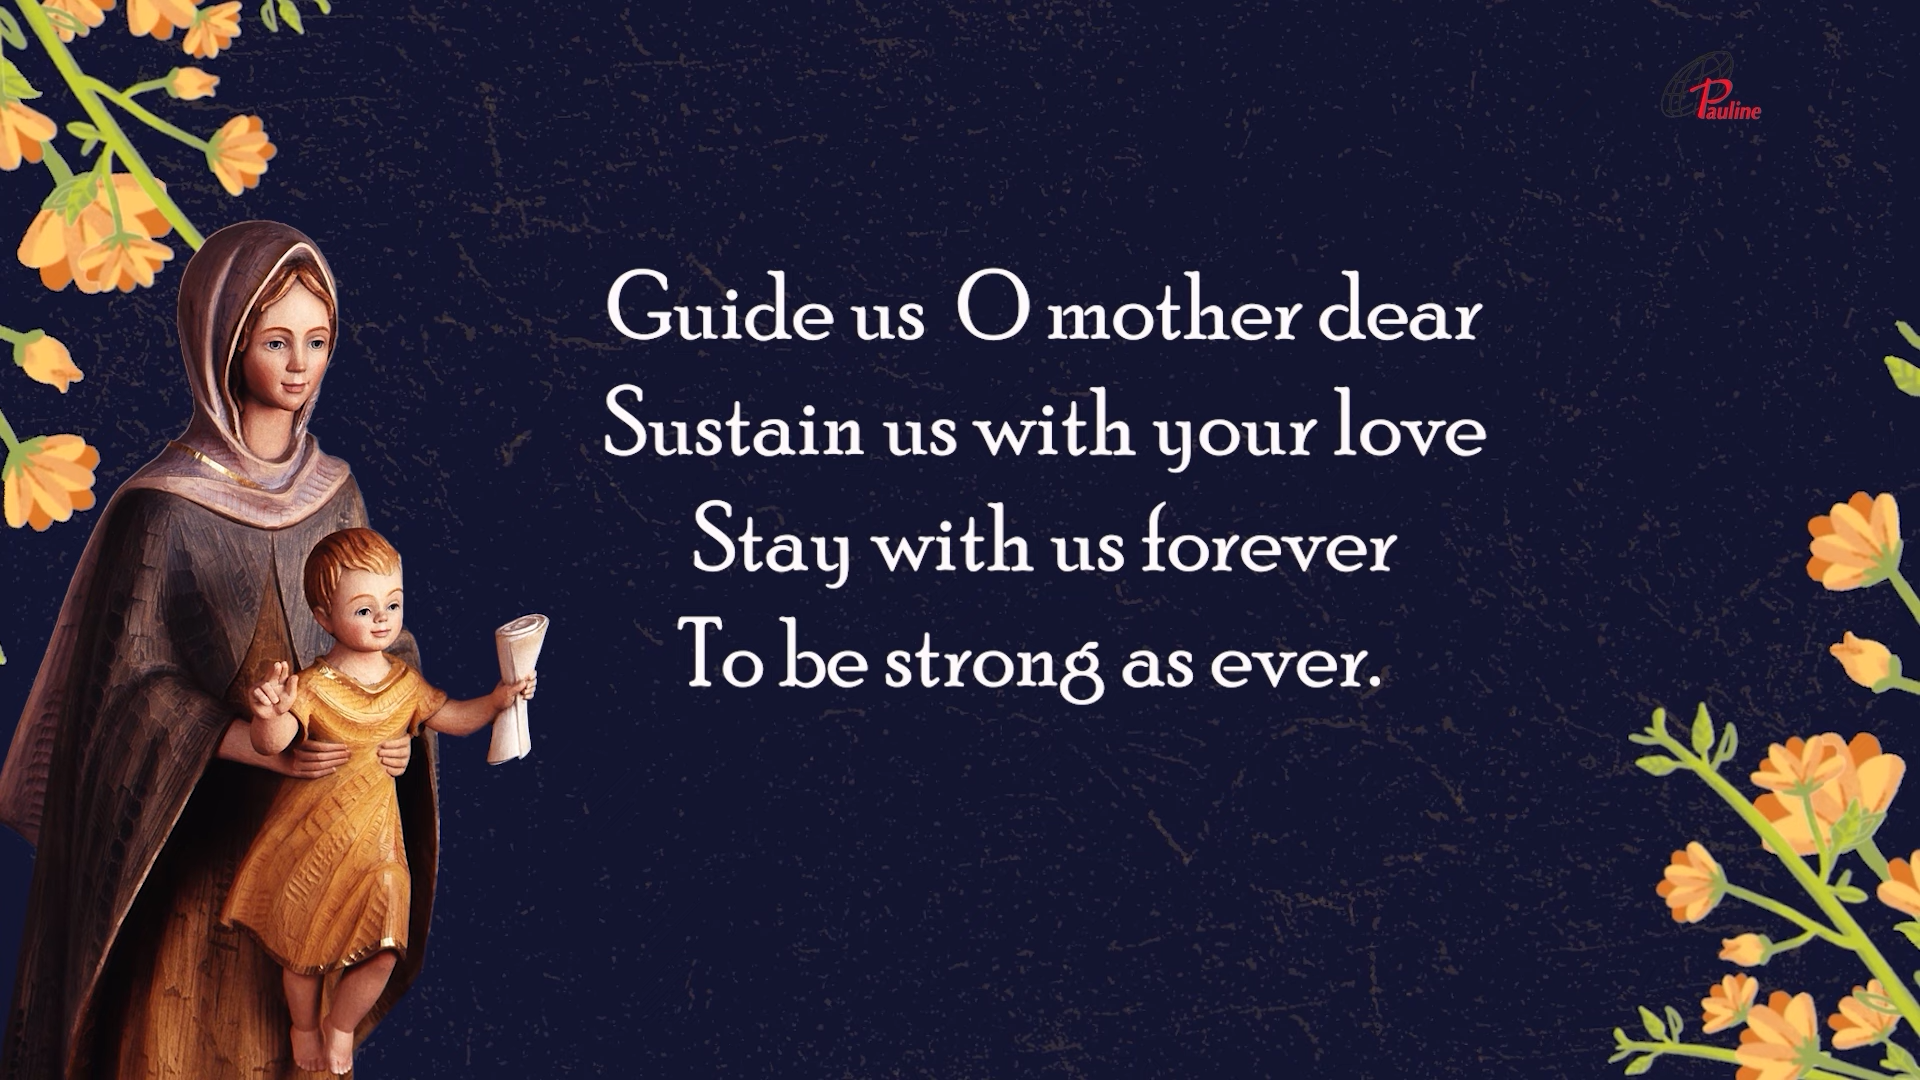 Pauline
Guide us O mother dear
Sustain us with your love
Stay with us forever
To be strong as ever.